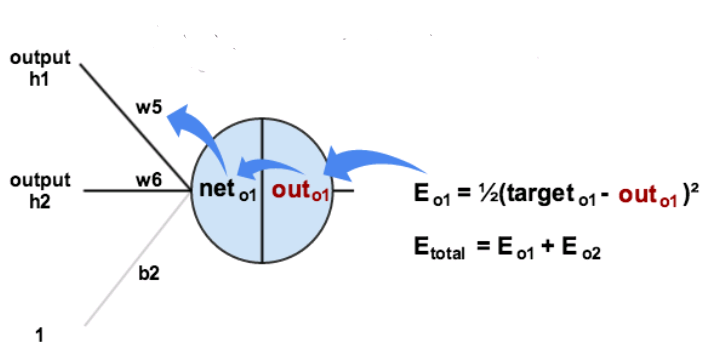 output
h1
w5
output
h2
w6
net o1 out o1
E o1 = ½(target o1 - out o1)²
E total = E o1 + E o2
b2
1